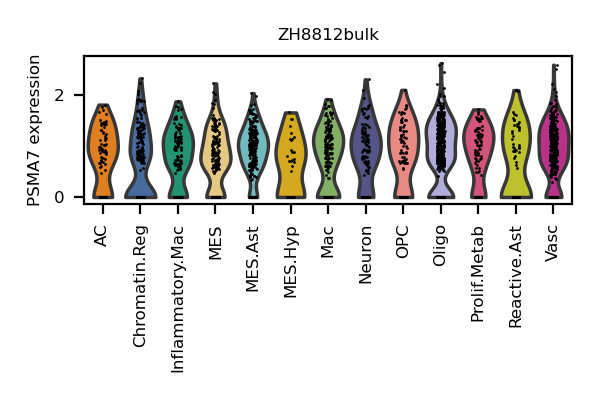 ZH8812bulk
PSMA7 expression
2
0
AC
Chromatin.Reg
Inflammatory.Mac
MES
MES.Ast
MES.Hyp
Mac
Neuron
OPC
Oligo
Prolif.Metab
Reactive.Ast
Vasc